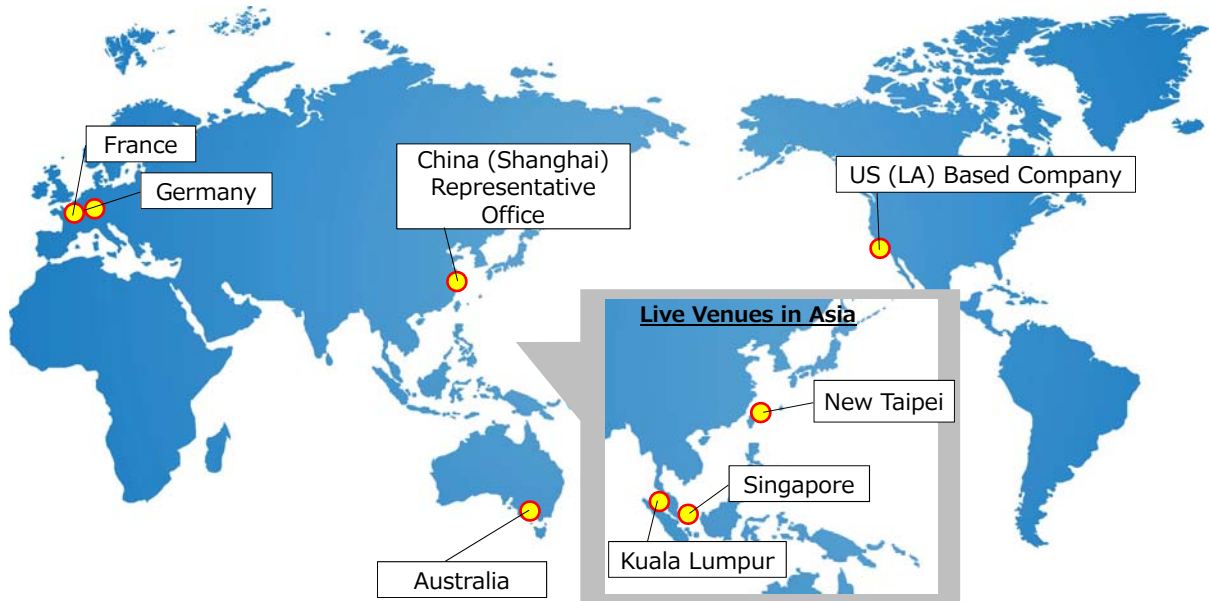 France
Germany
China (Shanghai)
Representative
Office
US (LA) Based Company
Live Venues in Asia
New Taipei
Singapore
Kuala Lumpur
Australia